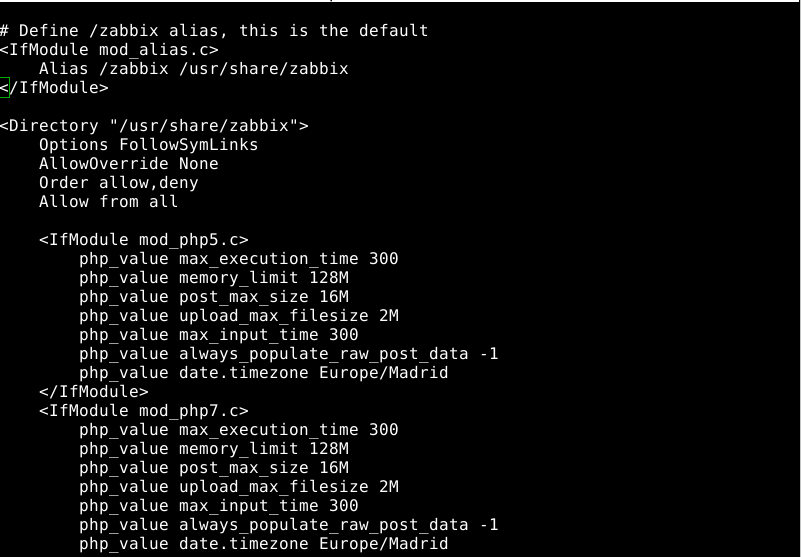 # Define /zabbix alias, this is the default
<IfModule mod_alias.c>
    Alias /zabbix /usr/share/zabbix
</IfModule>

<Directory "/usr/share/zabbix">
    Options FollowSymLinks
    AllowOverride None
    Order allow,deny
    Allow from all

    <IfModule mod_php5.c>
        php_value max_execution_time 300
        php_value memory_limit 128M
        php_value post_max_size 16M
        php_value upload_max_filesize 2M
        php_value max_input_time 300
        php_value always_populate_raw_post_data -1
        php_value date.timezone Europe/Madrid
    </IfModule>
    <IfModule mod_php7.c>
        php_value max_execution_time 300
        php_value memory_limit 128M
        php_value post_max_size 16M
        php_value upload_max_filesize 2M
        php_value max_input_time 300
        php_value always_populate_raw_post_data -1
        php_value date.timezone Europe/Madrid